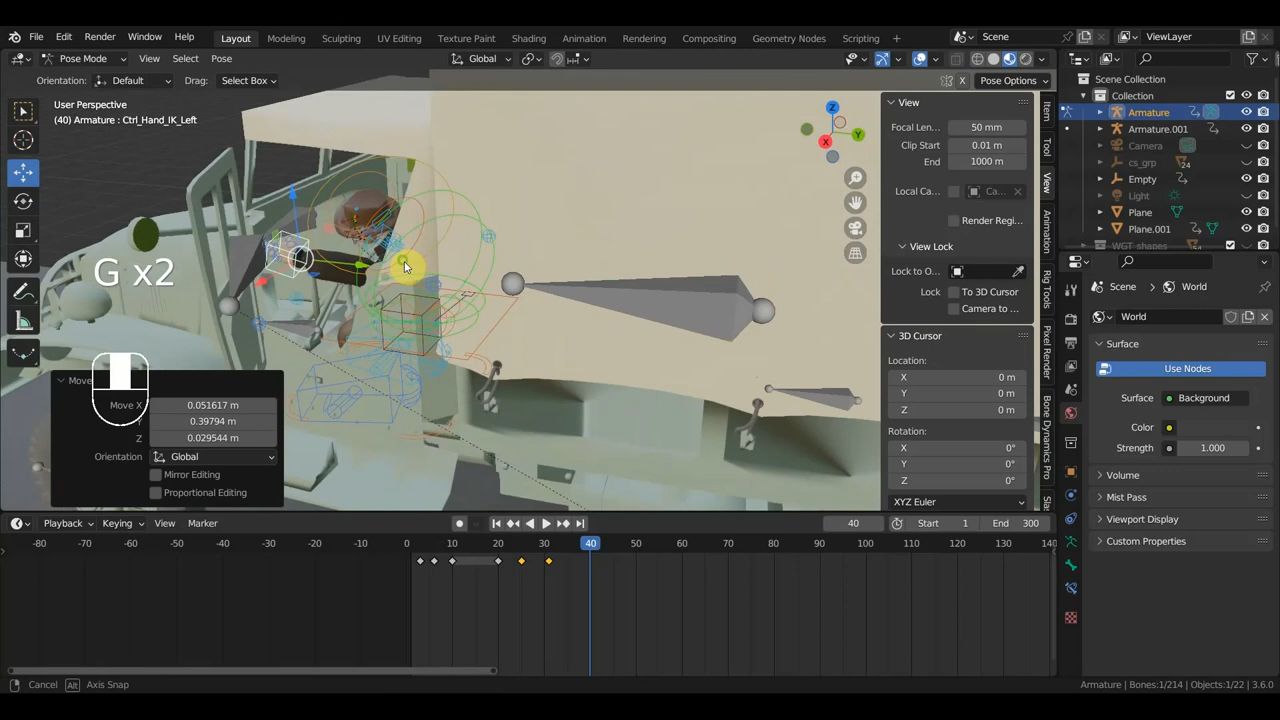 File Edit Render Window Help Layout Modeling Sculpting UV Editing Texture Paint Shading Animation Rendering Compositing Geometry Nodes Scripting + Scene ViewLayer
Pose Mode View Select Pose Global
Orientation: Default Drag: Select Box X Pose Options
User Perspective
(40) Armature : Ctrl_Hand_IK_Left
G x2
Move
Move X 0.051617 m
Y 0.39794 m
Z 0.029544 m
Orientation Global
Mirror Editing
Proportional Editing
Z
Y
X
View
Focal Len... 50 mm
Clip Start 0.01 m
End 1000 m
Local Ca... Ca...
Render Regi...
View Lock
Lock to O...
Lock To 3D Cursor
Camera to ...
3D Cursor
Location:
X 0 m
Y 0 m
Z 0 m
Rotation:
X 0°
Y 0°
Z 0°
XYZ Euler
Item
Tool
View
Animation
Rig Tools
Pixel Render
Bone Dynamics Pro
Scene Collection
Collection
Armature
Armature.001
Camera
cs_grp 24
Empty
Light
Plane
Plane.001
WGT_shapes
Scene World
World
Surface
Use Nodes
Surface Background
Color
Strength 1.000
Volume
Mist Pass
Viewport Display
Custom Properties
Playback Keying View Marker 40 Start 1 End 300
-80 -70 -60 -50 -40 -30 -20 -10 0 10 20 30 40 50 60 70 80 90 100 110 120 130 140
Cancel Alt Axis Snap Armature | Bones:1/214 | Objects:1/22 | 3.6.0